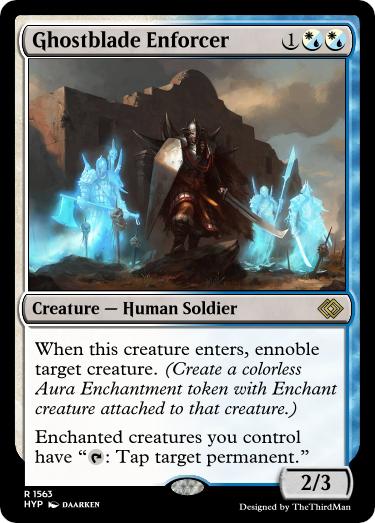 Ghostblade Enforcer 1
Creature — Human Soldier
When this creature enters, ennoble
target creature. (Create a colorless
Aura Enchantment token with Enchant
creature attached to that creature.)
Enchanted creatures you control
have “: Tap target permanent.”
2/3
R 1563
HYP DAARKEN
Designed by TheThirdMan